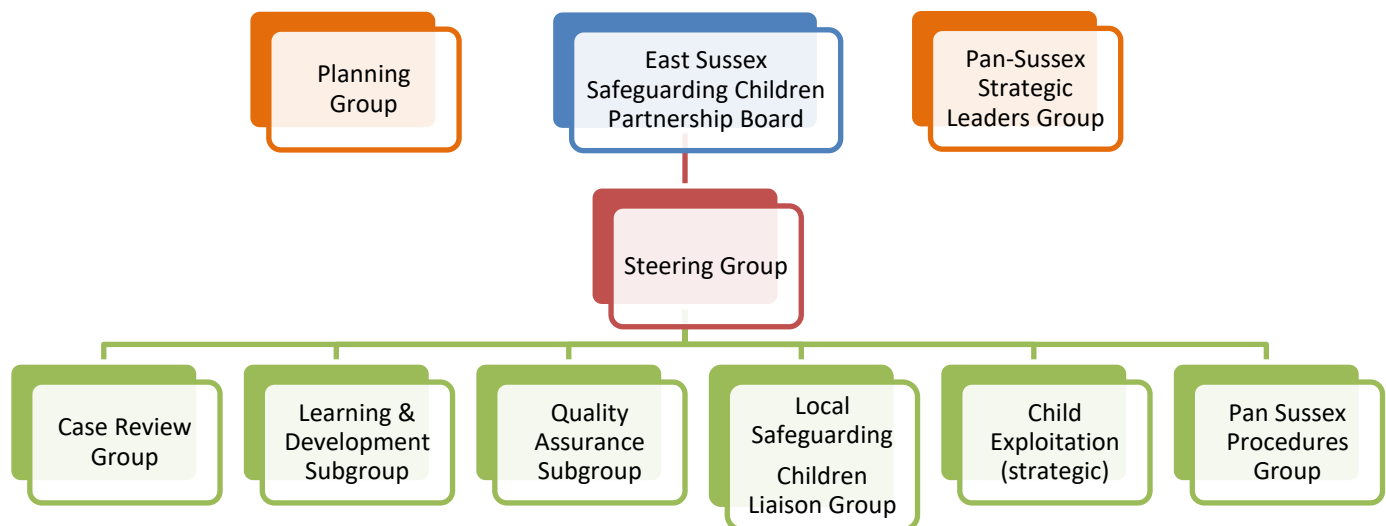 Planning
Group
East Sussex
Safeguarding Children
Partnership Board
Pan-Sussex
Strategic
Leaders Group
Steering Group
Case Review
Group
Learning &
Development
Subgroup
Quality
Assurance
Subgroup
Local
Safeguarding
Children
Liaison Group
Child
Exploitation
(strategic)
Pan Sussex
Procedures
Group